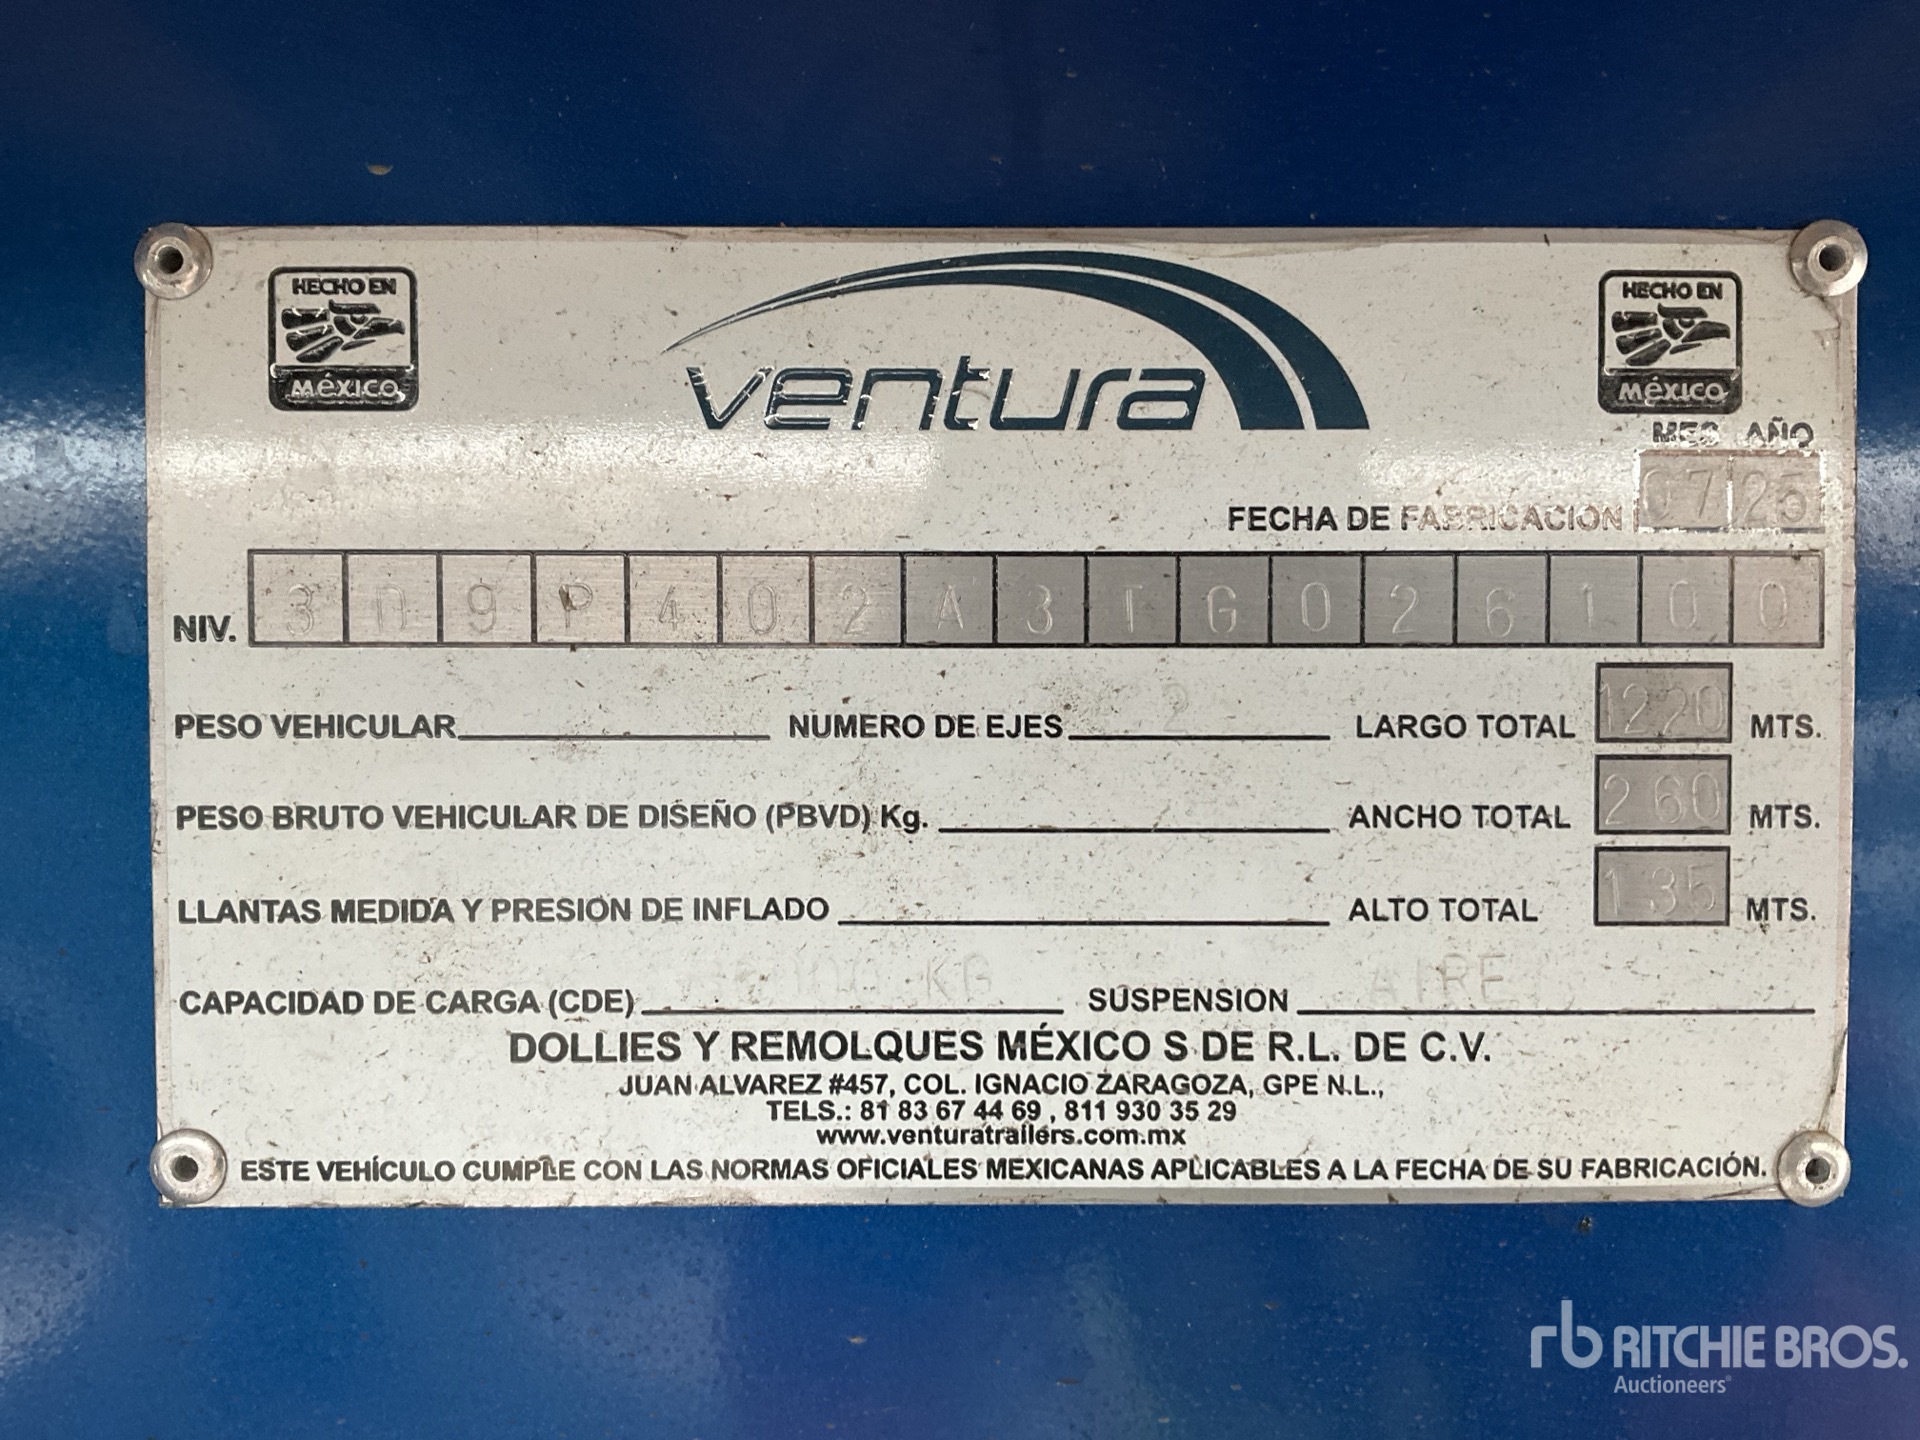 HECHO EN
MÉXICO
ventura
HECHO EN
MÉXICO
MES AÑO
FECHA DE FABRICACIÓN 07 25
NIV. 3 D 9 P 4 0 2 A 3 T G 0 2 6 1 0 0
PESO VEHICULAR NUMERO DE EJES 2 LARGO TOTAL 1220 MTS.
PESO BRUTO VEHICULAR DE DISEÑO (PBVD) Kg. ANCHO TOTAL 260 MTS.
LLANTAS MEDIDA Y PRESIÓN DE INFLADO ALTO TOTAL 135 MTS.
CAPACIDAD DE CARGA (CDE) KG SUSPENSION AIRE
DOLLIES Y REMOLQUES MÉXICO S DE R.L. DE C.V.
JUAN ALVAREZ #457, COL. IGNACIO ZARAGOZA, GPE N.L.,
TELS.: 81 83 67 44 69 , 811 930 35 29
www.venturatrailers.com.mx
ESTE VEHÍCULO CUMPLE CON LAS NORMAS OFICIALES MEXICANAS APLICABLES A LA FECHA DE SU FABRICACIÓN.
rb RITCHIE BROS.
Auctioneers